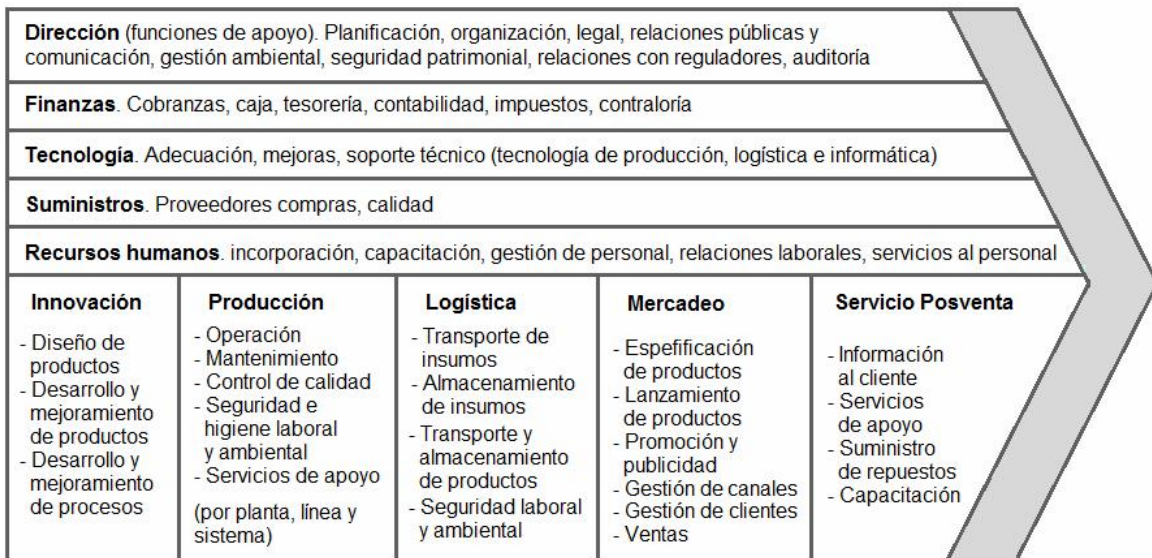 Dirección (funciones de apoyo). Planificación, organización, legal, relaciones públicas y
comunicación, gestión ambiental, seguridad patrimonial, relaciones con reguladores, auditoría
Finanzas. Cobranzas, caja, tesorería, contabilidad, impuestos, contraloría
Tecnología. Adecuación, mejoras, soporte técnico (tecnología de producción, logística e informática)
Suministros. Proveedores compras, calidad
Recursos humanos. incorporación, capacitación, gestión de personal, relaciones laborales, servicios al personal
Innovación
- Diseño de
productos
- Desarrollo y
mejoramiento
de productos
- Desarrollo y
mejoramiento
de procesos
Producción
- Operación
- Mantenimiento
- Control de calidad
- Seguridad e
higiene laboral
y ambiental
- Servicios de apoyo
(por planta, línea y
sistema)
Logística
- Transporte de
insumos
- Almacenamiento
de insumos
- Transporte y
almacenamiento
de productos
- Seguridad laboral
y ambiental
Mercadeo
- Espefificación
de productos
- Lanzamiento
de productos
- Promoción y
publicidad
- Gestión de canales
- Gestión de clientes
- Ventas
Servicio Posventa
- Información
al cliente
- Servicios
de apoyo
- Suministro
de repuestos
- Capacitación